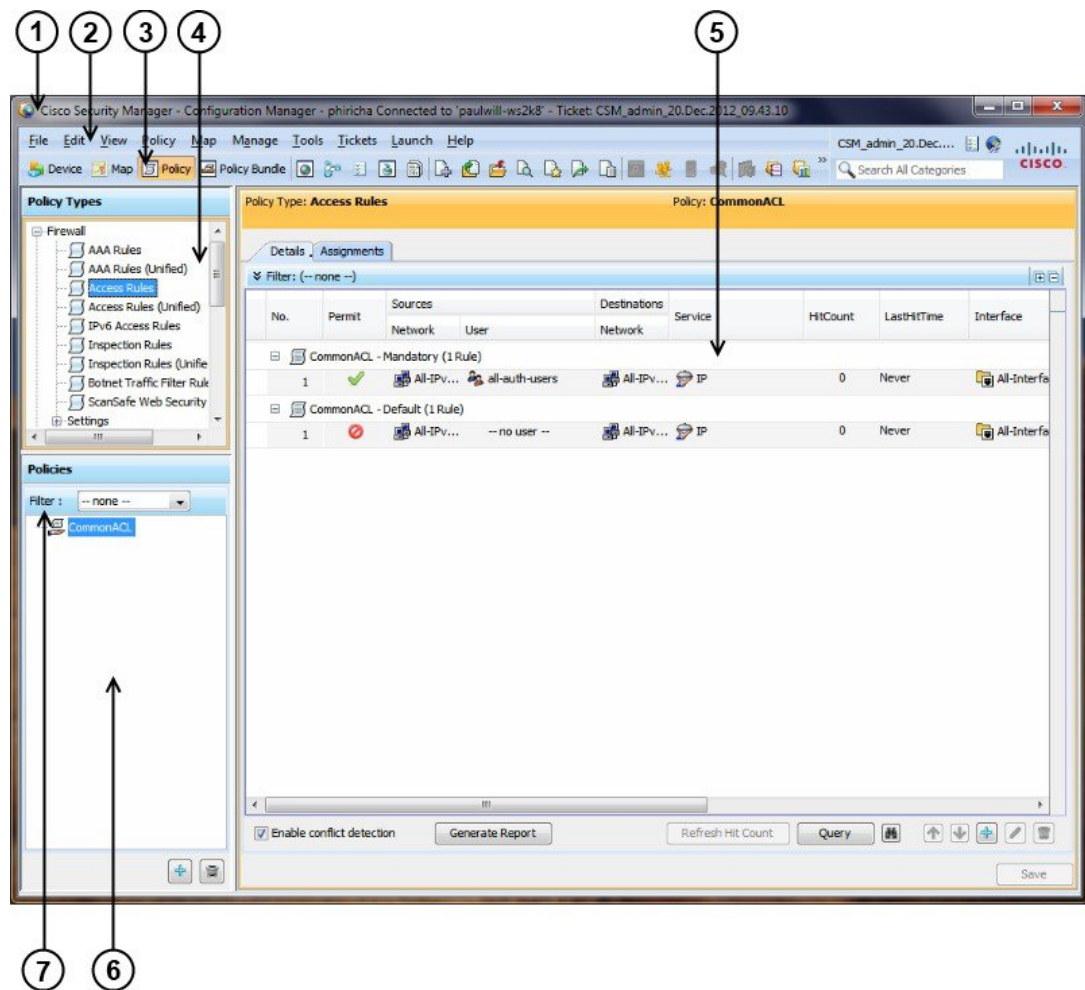 1 2 3 4 5
Cisco Security Manager - Configuration Manager - phiricha Connected to 'paulwill-ws2k8' - Ticket: CSM_admin_20.Dec.2012_09.43.10
File Edit View Policy Map Manage Tools Tickets Launch Help
CSM_admin_20.Dec....
Device Map Policy Policy Bundle
Search All Categories
CISCO
Policy Types
Firewall
AAA Rules
AAA Rules (Unified)
Access Rules
Access Rules (Unified)
IPv6 Access Rules
Inspection Rules
Inspection Rules (Unifie
Botnet Traffic Filter Rule
ScanSafe Web Security
Settings
Policies
Filter : -- none --
CommonACL
Policy Type: Access Rules Policy: CommonACL
Details Assignments
Filter: (-- none --)
No. Permit Sources Destinations Service HitCount LastHitTime Interface
Network User Network
CommonACL - Mandatory (1 Rule)
1 All-IPv... all-auth-users All-IPv... IP 0 Never All-Interfa
CommonACL - Default (1 Rule)
1 All-IPv... -- no user -- All-IPv... IP 0 Never All-Interfa
Enable conflict detection Generate Report Refresh Hit Count Query
Save
7 6